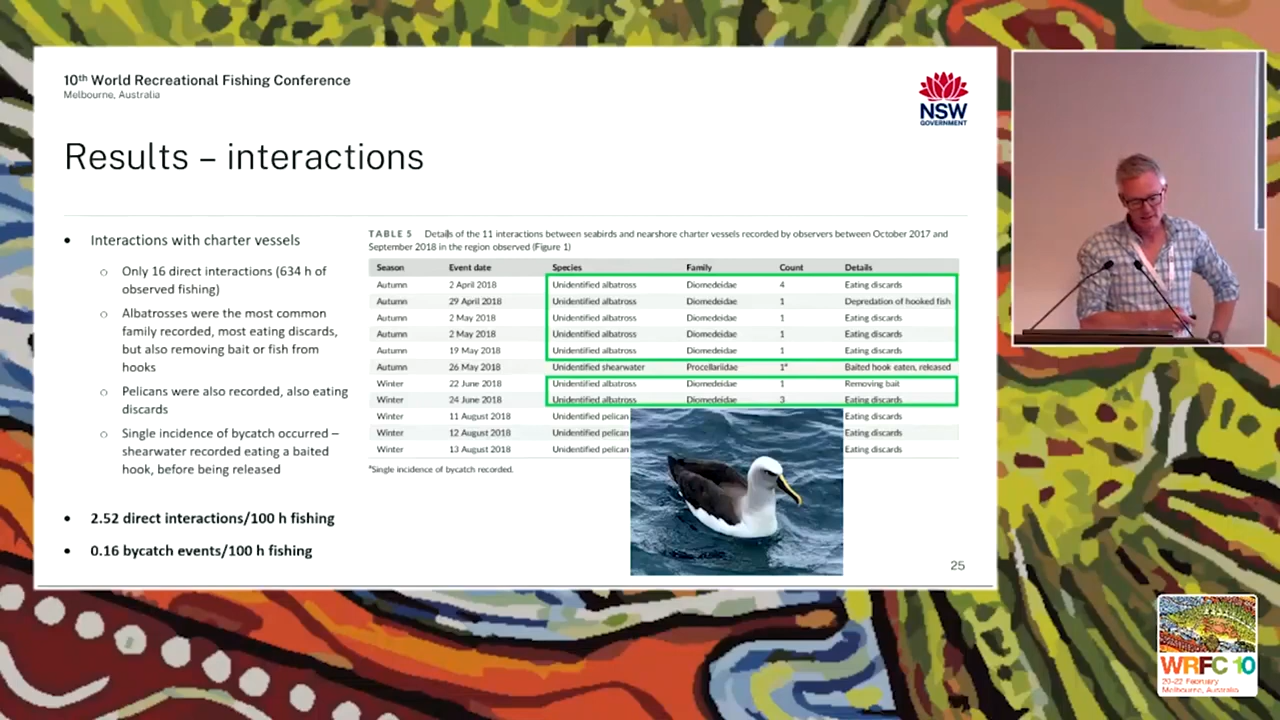 10th World Recreational Fishing Conference
Melbourne, Australia
NSW
GOVERNMENT
Results – interactions
• Interactions with charter vessels
o Only 16 direct interactions (634 h of
observed fishing)
o Albatrosses were the most common
family recorded, most eating discards,
but also removing bait or fish from
hooks
o Pelicans were also recorded, also eating
discards
o Single incidence of bycatch occurred –
shearwater recorded eating a baited
hook, before being released
• 2.52 direct interactions/100 h fishing
• 0.16 bycatch events/100 h fishing
TABLE 5 Details of the 11 interactions between seabirds and nearshore charter vessels recorded by observers between October 2017 and
September 2018 in the region observed (Figure 1)
Season Event date Species Family Count Details
Autumn 2 April 2018 Unidentified albatross Diomedeidae 4 Eating discards
Autumn 29 April 2018 Unidentified albatross Diomedeidae 1 Depredation of hooked fish
Autumn 2 May 2018 Unidentified albatross Diomedeidae 1 Eating discards
Autumn 2 May 2018 Unidentified albatross Diomedeidae 1 Eating discards
Autumn 19 May 2018 Unidentified albatross Diomedeidae 1 Eating discards
Autumn 26 May 2018 Unidentified shearwater Procellariidae 1ª Baited hook eaten, released
Winter 22 June 2018 Unidentified albatross Diomedeidae 1 Removing bait
Winter 24 June 2018 Unidentified albatross Diomedeidae 3 Eating discards
Winter 11 August 2018 Unidentified pelican Eating discards
Winter 12 August 2018 Unidentified pelican Eating discards
Winter 13 August 2018 Unidentified pelican Eating discards
ªSingle incidence of bycatch recorded.
25
WRFC 10
20-22 February
Melbourne, Australia